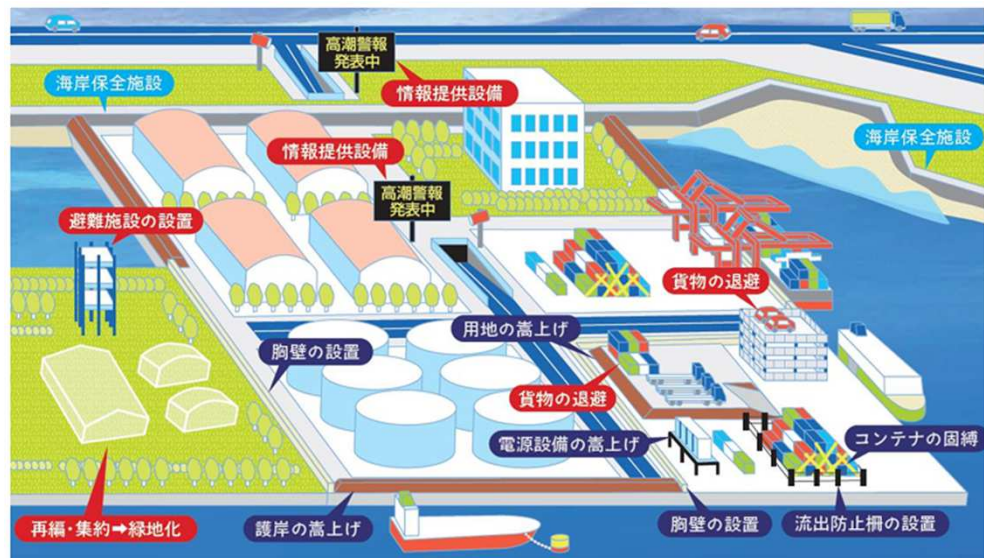 高潮警報
発表中
情報提供設備
海岸保全施設
情報提供設備
海岸保全施設
高潮警報
発表中
避難施設の設置
貨物の退避
用地の嵩上げ
胸壁の設置
貨物の退避
電源設備の嵩上げ
コンテナの固縛
再編・集約➡緑地化
護岸の嵩上げ
胸壁の設置
流出防止柵の設置